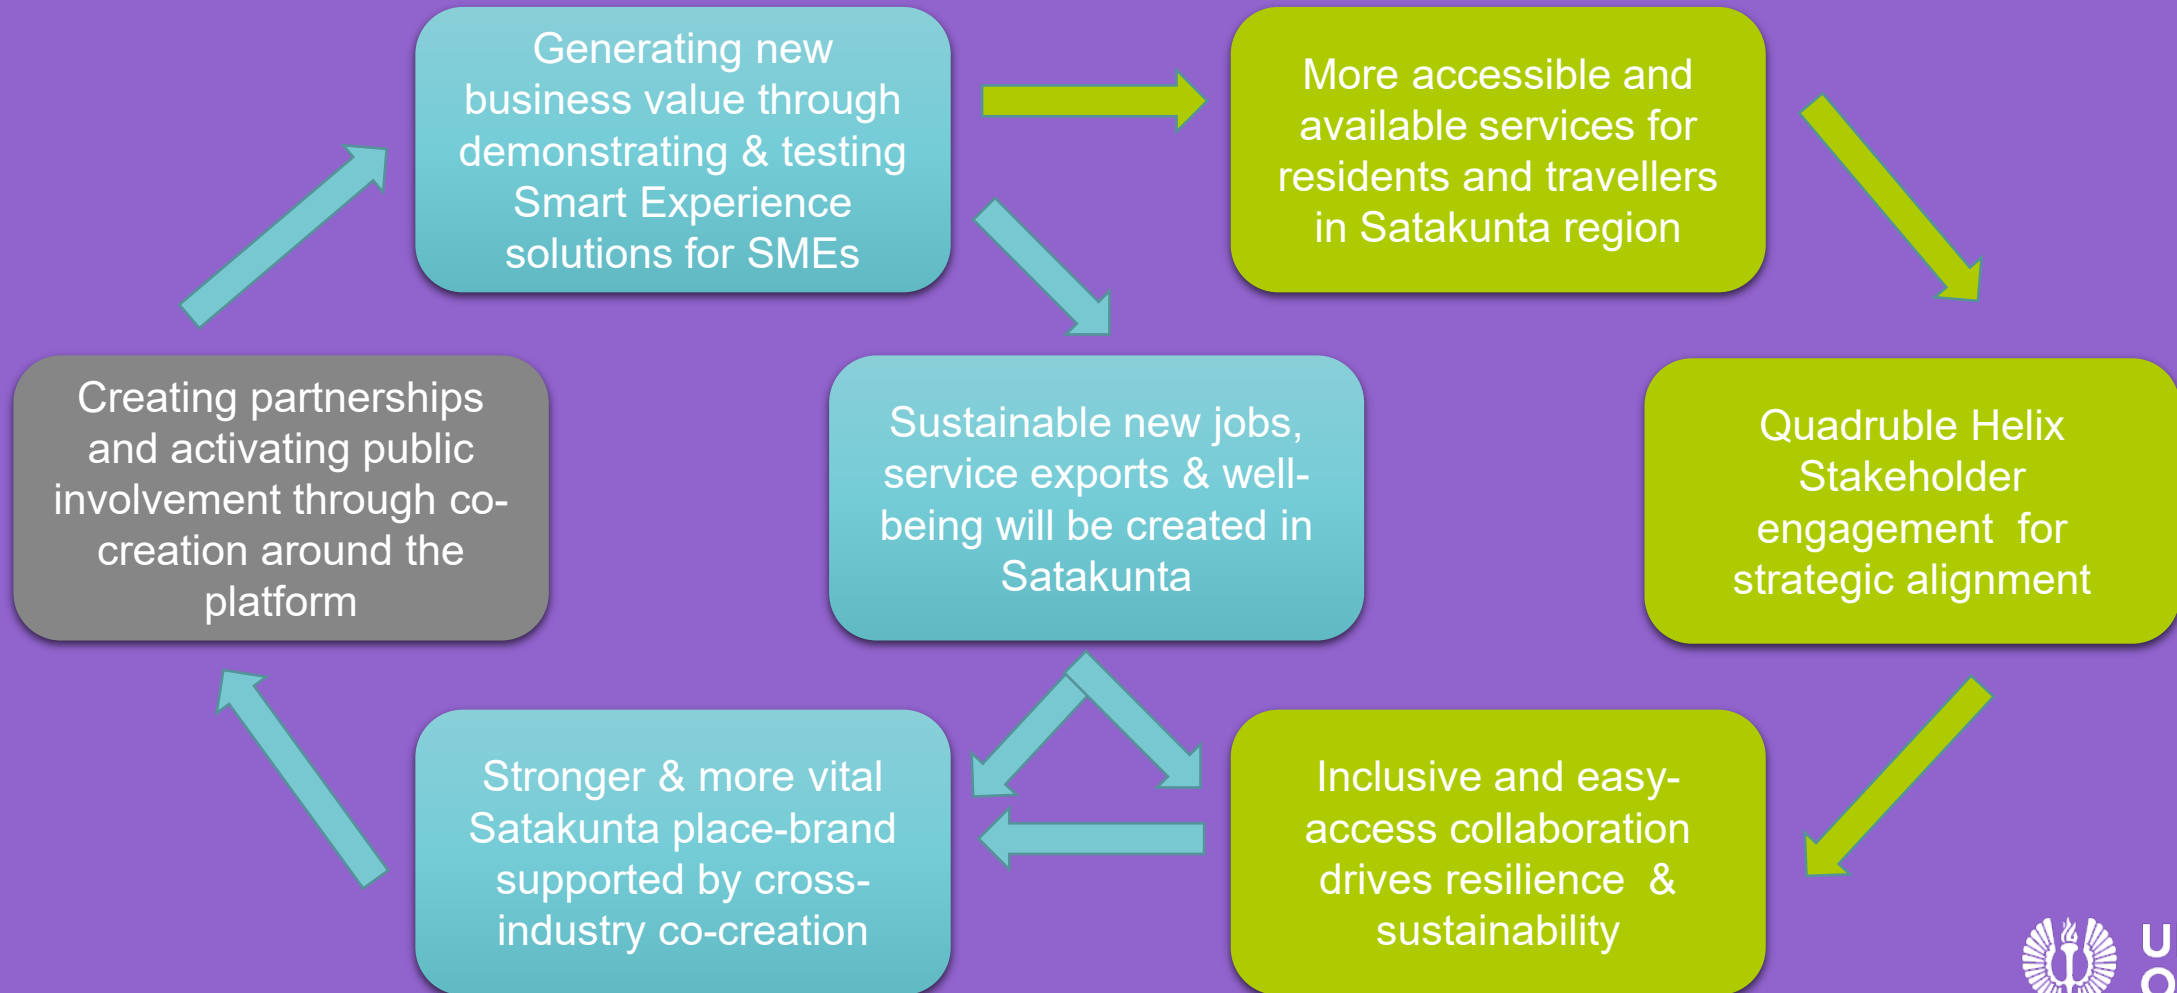 Generating new
business value through
demonstrating & testing
Smart Experience
solutions for SMEs
More accessible and
available services for
residents and travellers
in Satakunta region
Creating partnerships
and activating public
involvement through co-
creation around the
platform
Sustainable new jobs,
service exports & well-
being will be created in
Satakunta
Quadruble Helix
Stakeholder
engagement  for
strategic alignment
Stronger & more vital
Satakunta place-brand
supported by cross-
industry co-creation
Inclusive and easy-
access collaboration
drives resilience  &
sustainability
U
O